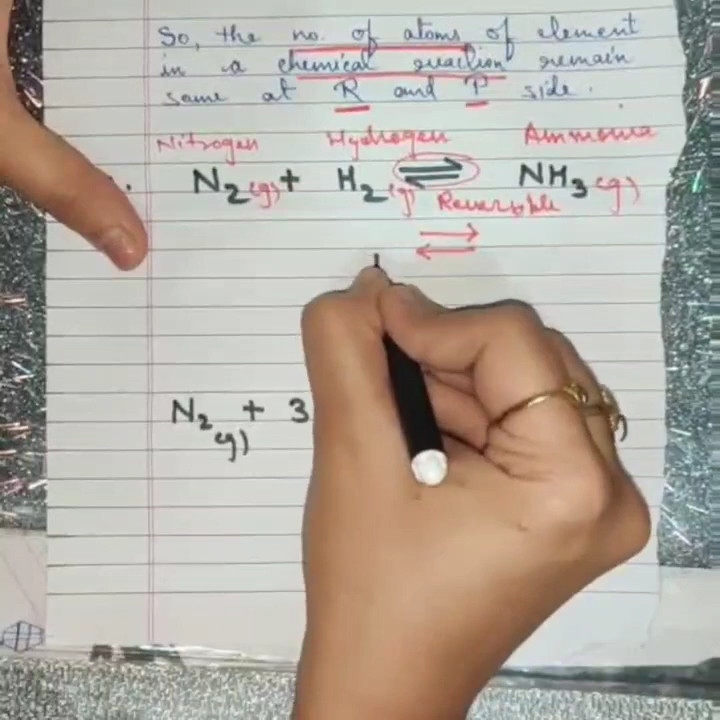 So, the no. of atoms of element
in a chemical reaction remain
same at R and P side.
Nitrogen Hydrogen Ammonia
N2(g) + H2(g) ⇌ NH3(g)
Reversible
⇌
N2 + 3
(g)